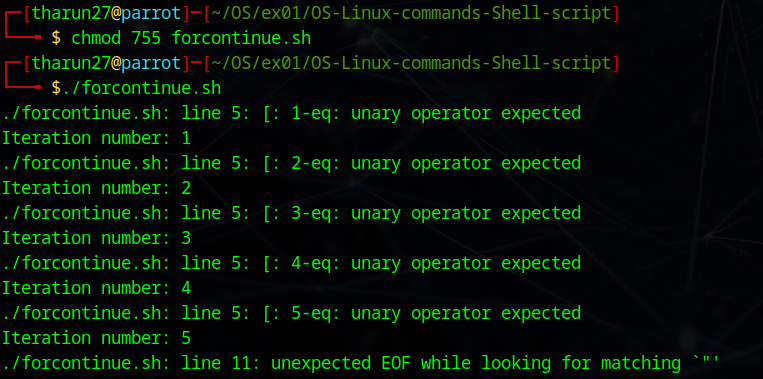 ┌─[tharun27@parrot]─[~/OS/ex01/OS-Linux-commands-Shell-script]
└──╼ $ chmod 755 forcontinue.sh
┌─[tharun27@parrot]─[~/OS/ex01/OS-Linux-commands-Shell-script]
└──╼ $./forcontinue.sh
./forcontinue.sh: line 5: [: 1-eq: unary operator expected
Iteration number: 1
./forcontinue.sh: line 5: [: 2-eq: unary operator expected
Iteration number: 2
./forcontinue.sh: line 5: [: 3-eq: unary operator expected
Iteration number: 3
./forcontinue.sh: line 5: [: 4-eq: unary operator expected
Iteration number: 4
./forcontinue.sh: line 5: [: 5-eq: unary operator expected
Iteration number: 5
./forcontinue.sh: line 11: unexpected EOF while looking for matching `"'